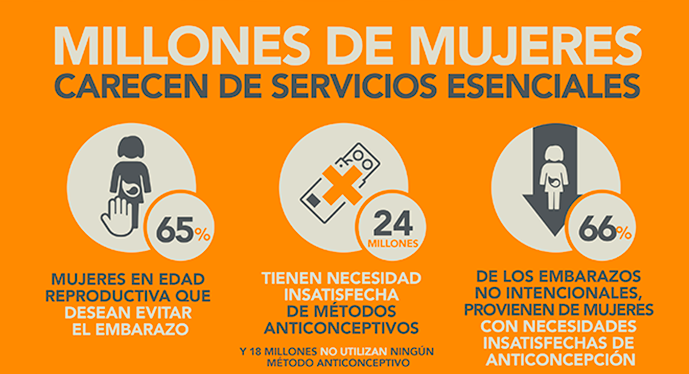 MILLONES DE MUJERES
CARECEN DE SERVICIOS ESENCIALES
65%
MUJERES EN EDAD
REPRODUCTIVA QUE
DESEAN EVITAR
EL EMBARAZO
24
MILLONES
TIENEN NECESIDAD
INSATISFECHA
DE MÉTODOS
ANTICONCEPTIVOS
Y 18 MILLONES NO UTILIZAN NINGÚN
MÉTODO ANTICONCEPTIVO
66%
DE LOS EMBARAZOS
NO INTENCIONALES,
PROVIENEN DE MUJERES
CON NECESIDADES
INSATISFECHAS DE
ANTICONCEPCIÓN